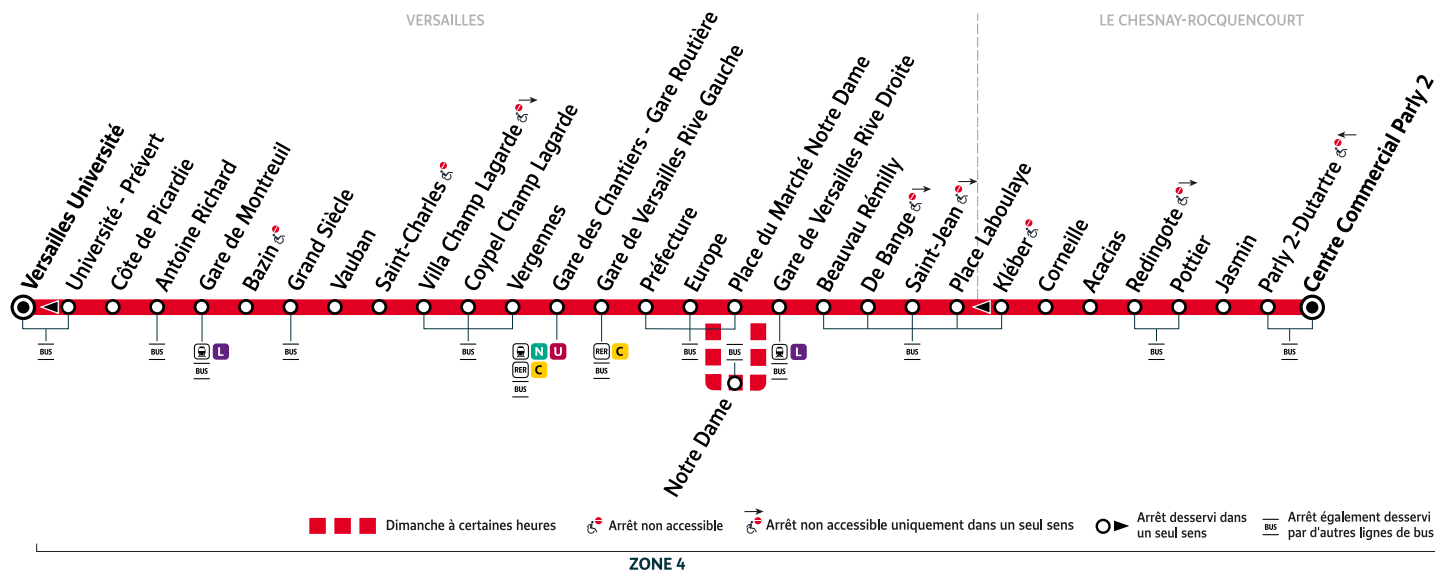 VERSAILLES
LE CHESNAY-ROCQUENCOURT
Versailles Université
Université - Prévert
Côte de Picardie
Antoine Richard
Gare de Montreuil
Bazin
Grand Siècle
Vauban
Saint-Charles
Villa Champ Lagarde
Coypel Champ Lagarde
Vergennes
Gare des Chantiers - Gare Routière
Gare de Versailles Rive Gauche
Préfecture
Europe
Place du Marché Notre Dame
Gare de Versailles Rive Droite
Beauvau Rémilly
De Bange
Saint-Jean
Place Laboulaye
Kléber
Corneille
Acacias
Redingote
Pottier
Jasmin
Parly 2-Dutartre
Centre Commercial Parly 2
BUS
BUS
L
BUS
BUS
BUS
N U
RER C
BUS
RER C
BUS
BUS
BUS
L
BUS
BUS
BUS
BUS
Notre Dame
Dimanche à certaines heures
Arrêt non accessible
Arrêt non accessible uniquement dans un seul sens
Arrêt desservi dans
un seul sens
BUS
Arrêt également desservi
par d'autres lignes de bus
ZONE 4